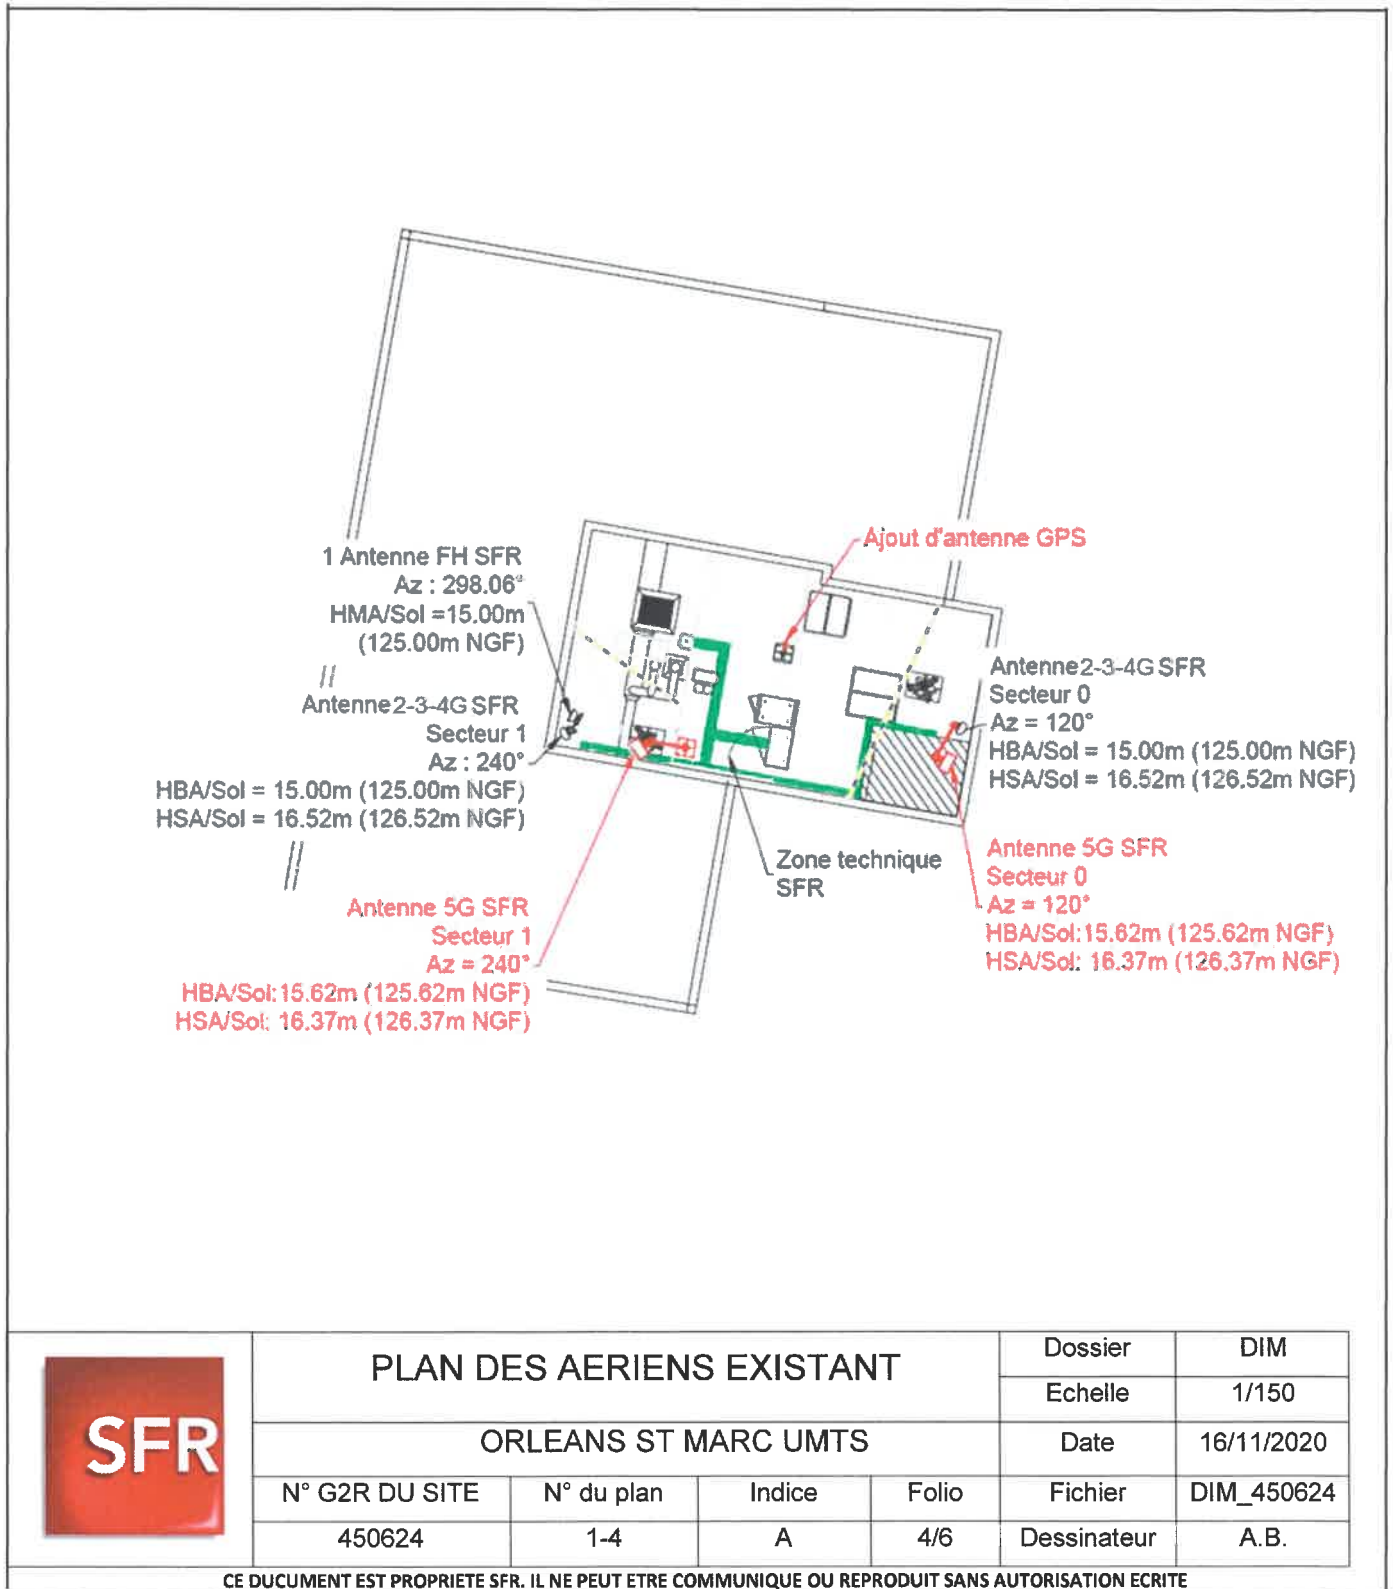 Ajout d'antenne GPS
1 Antenne FH SFR
Az : 298.06°
HMA/Sol =15.00m
(125.00m NGF)
Antenne2-3-4G SFR
Secteur 1
Az : 240°
HBA/Sol = 15.00m (125.00m NGF)
HSA/Sol = 16.52m (126.52m NGF)
Antenne2-3-4G SFR
Secteur 0
Az = 120°
HBA/Sol = 15.00m (125.00m NGF)
HSA/Sol = 16.52m (126.52m NGF)
Zone technique
SFR
Antenne 5G SFR
Secteur 0
Az = 120°
HBA/Sol:15.62m (125.62m NGF)
HSA/Sol: 16.37m (126.37m NGF)
Antenne 5G SFR
Secteur 1
Az = 240°
HBA/Sol:15.62m (125.62m NGF)
HSA/Sol: 16.37m (126.37m NGF)
SFR
PLAN DES AERIENS EXISTANT
Dossier DIM
Echelle 1/150
ORLEANS ST MARC UMTS
Date 16/11/2020
N° G2R DU SITE N° du plan Indice Folio Fichier DIM_450624
450624 1-4 A 4/6 Dessinateur A.B.
CE DUCUMENT EST PROPRIETE SFR. IL NE PEUT ETRE COMMUNIQUE OU REPRODUIT SANS AUTORISATION ECRITE